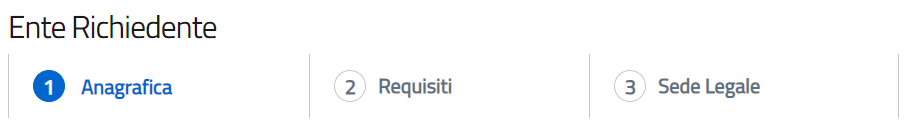 Ente Richiedente
1 Anagrafica 2 Requisiti 3 Sede Legale